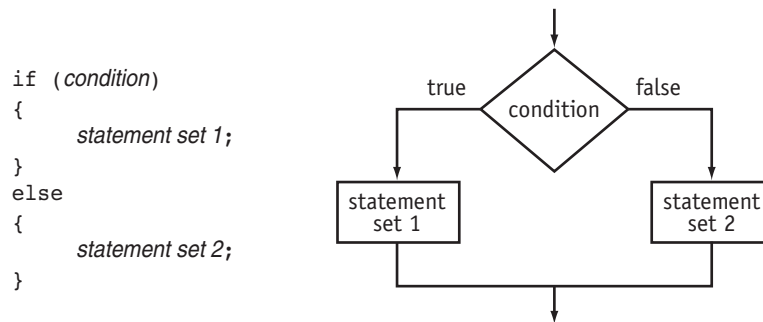 if (condition)
{
statement set 1;
}
else
{
statement set 2;
}
true
false
condition
statement
set 1
statement
set 2